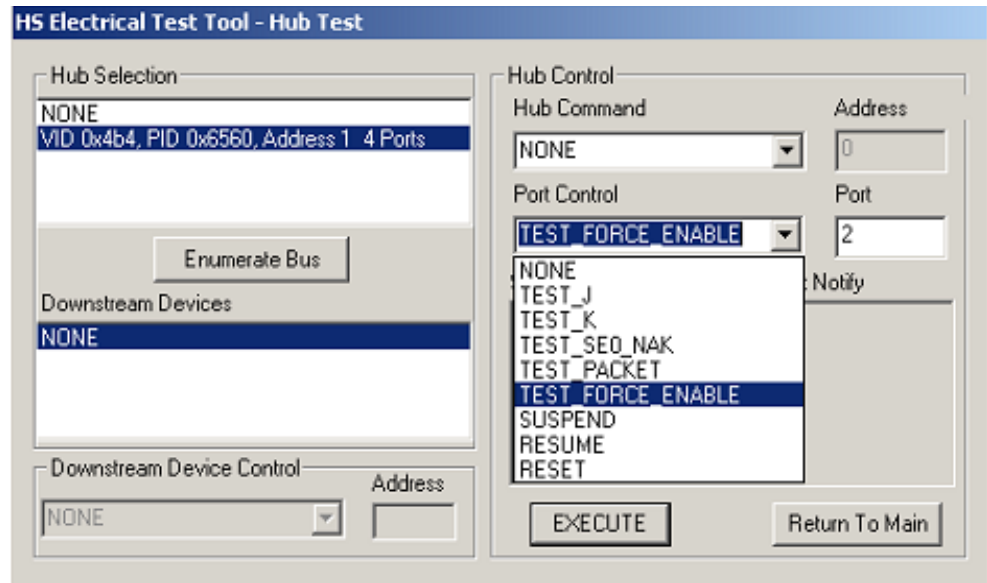 HS Electrical Test Tool - Hub Test
Hub Selection
NONE
VID 0x4b4, PID 0x6560, Address 1 4 Ports
Enumerate Bus
Downstream Devices
NONE
Downstream Device Control
Address
NONE
Hub Control
Hub Command Address
NONE 0
Port Control Port
TEST_FORCE_ENABLE 2
Notify
NONE
TEST_J
TEST_K
TEST_SE0_NAK
TEST_PACKET
TEST_FORCE_ENABLE
SUSPEND
RESUME
RESET
EXECUTE Return To Main